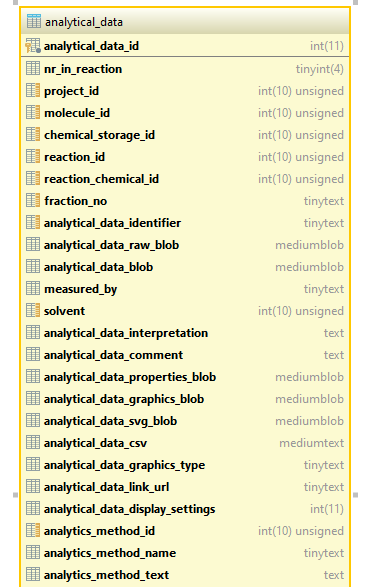 analytical_data
analytical_data_id int(11)
nr_in_reaction tinyint(4)
project_id int(10) unsigned
molecule_id int(10) unsigned
chemical_storage_id int(10) unsigned
reaction_id int(10) unsigned
reaction_chemical_id int(10) unsigned
fraction_no tinytext
analytical_data_identifier tinytext
analytical_data_raw_blob mediumblob
analytical_data_blob mediumblob
measured_by tinytext
solvent int(10) unsigned
analytical_data_interpretation text
analytical_data_comment text
analytical_data_properties_blob mediumblob
analytical_data_graphics_blob mediumblob
analytical_data_svg_blob mediumblob
analytical_data_csv mediumtext
analytical_data_graphics_type tinytext
analytical_data_link_url tinytext
analytical_data_display_settings int(11)
analytics_method_id int(10) unsigned
analytics_method_name tinytext
analytics_method_text text